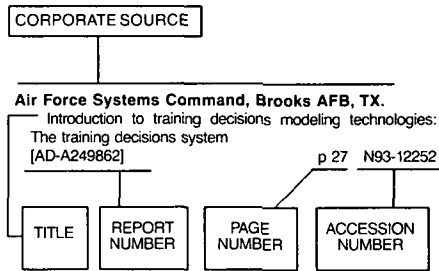 CORPORATE SOURCE
Air Force Systems Command, Brooks AFB, TX.
Introduction to training decisions modeling technologies:
The training decisions system
[AD-A249862] p 27 N93-12252
TITLE REPORT NUMBER PAGE NUMBER ACCESSION NUMBER